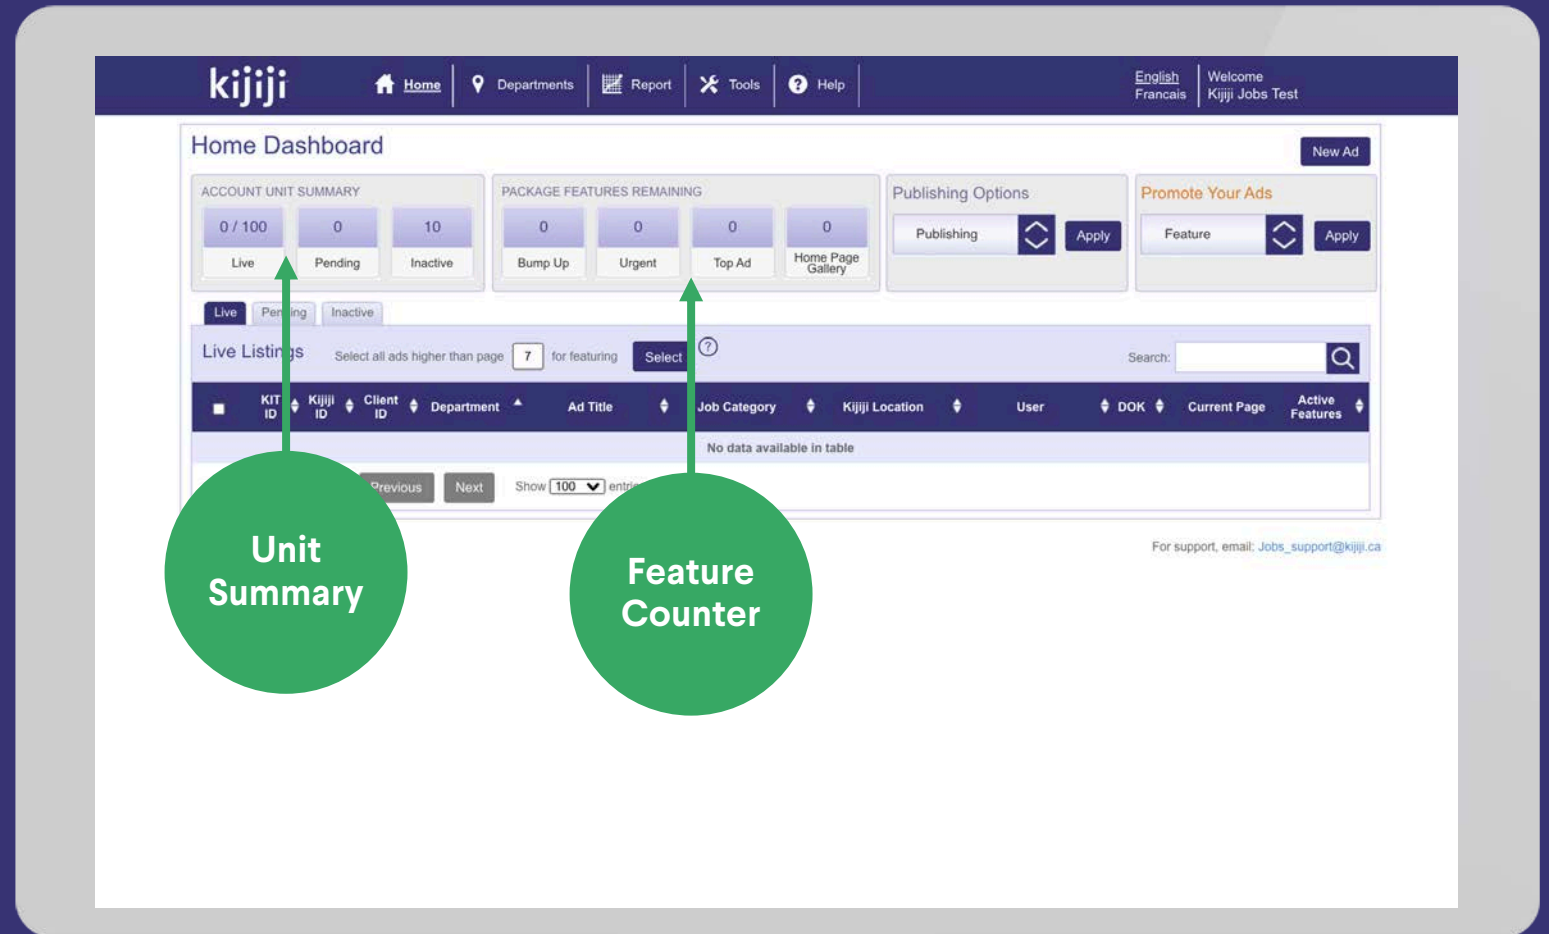 kijiji
Home
Departments
Report
Tools
Help
English
Francais
Welcome
Kijiji Jobs Test
Home Dashboard
New Ad
ACCOUNT UNIT SUMMARY
0 / 100
0
10
Live
Pending
Inactive
PACKAGE FEATURES REMAINING
0
0
0
0
Bump Up
Urgent
Top Ad
Home Page
Gallery
Publishing Options
Publishing
Apply
Promote Your Ads
Feature
Apply
Live
Pending
Inactive
Live Listings
Select all ads higher than page 7 for featuring
Select
?
Search:
KIT
ID
Kijiji
ID
Client
ID
Department
Ad Title
Job Category
Kijiji Location
User
DOK
Current Page
Active
Features
No data available in table
Previous
Next
Show 100
For support, email: Jobs_support@kijiji.ca
Unit
Summary
Feature
Counter